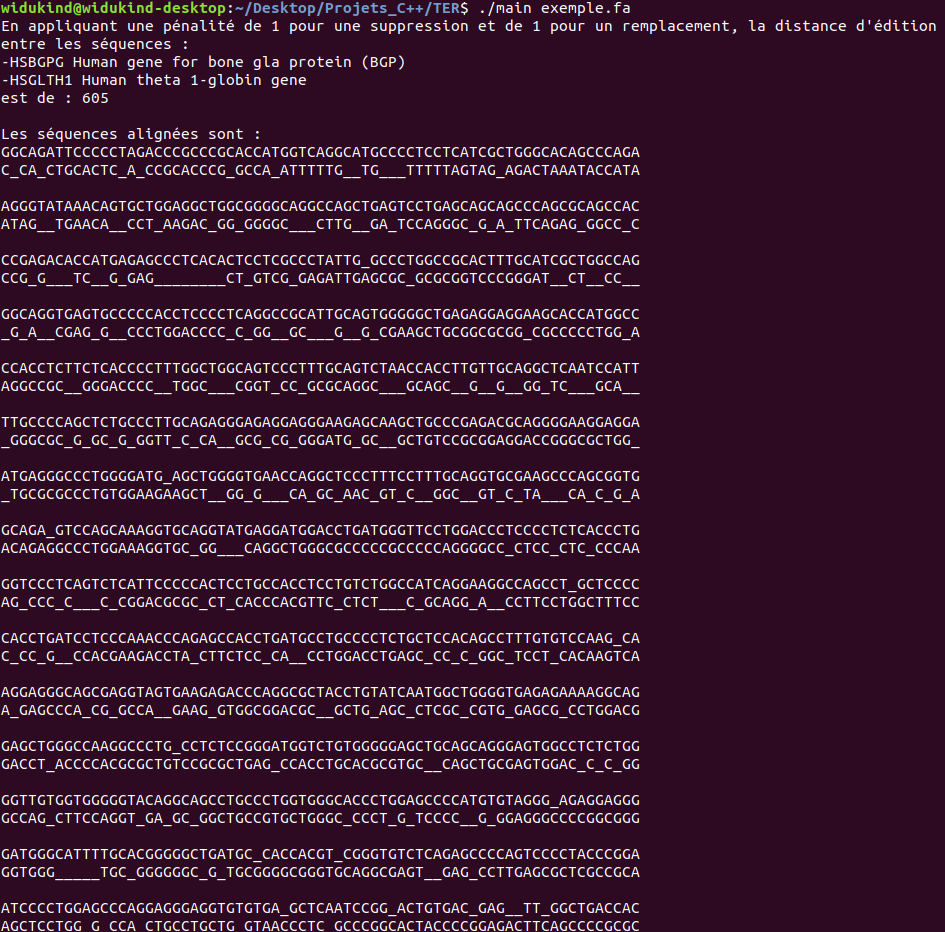 widukind@widukind-desktop:~/Desktop/Projets_C++/TER$ ./main exemple.fa
En appliquant une pénalité de 1 pour une suppression et de 1 pour un remplacement, la distance d'édition
entre les séquences :
-HSBGPG Human gene for bone gla protein (BGP)
-HSGLTH1 Human theta 1-globin gene
est de : 605
Les séquences alignées sont :
GGCAGATTCCCCCTAGACCCGCCCGCACCATGGTCAGGCATGCCCCTCCTCATCGCTGGGCACAGCCCAGA
C_CA_CTGCACTC_A_CCGCACCCG_GCCA_ATTTTTG__TG___TTTTTAGTAG_AGACTAAATACCATA
AGGGTATAAACAGTGCTGGAGGCTGGCGGGGCAGGCCAGCTGAGTCCTGAGCAGCAGCCCAGCGCAGCCAC
ATAG__TGAACA__CCT_AAGAC_GG_GGGGC___CTTG__GA_TCCAGGGC_G_A_TTCAGAG_GGCC_C
CCGAGACACCATGAGAGCCCTCACACTCCTCGCCCTATTG_GCCCTGGCCGCACTTTGCATCGCTGGCCAG
CCG_G___TC__G_GAG________CT_GTCG_GAGATTGAGCGC_GCGCGGTCCCGGGAT__CT__CC__
GGCAGGTGAGTGCCCCCACCTCCCCTCAGGCCGCATTGCAGTGGGGGCTGAGAGGAGGAAGCACCATGGCC
_G_A__CGAG_G__CCCTGGACCCC_C_GG__GC___G__G_CGAAGCTGCGGCGCGG_CGCCCCCTGG_A
CCACCTCTTCTCACCCCTTTGGCTGGCAGTCCCTTTGCAGTCTAACCACCTTGTTGCAGGCTCAATCCATT
AGGCCGC__GGGACCCC__TGGC___CGGT_CC_GCGCAGGC___GCAGC__G__G__GG_TC___GCA__
TTGCCCCAGCTCTGCCCTTGCAGAGGGAGAGGAGGGAAGAGCAAGCTGCCCGAGACGCAGGGGAAGGAGGA
_GGGCGC_G_GC_G_GGTT_C_CA__GCG_CG_GGGATG_GC__GCTGTCCGCGGAGGACCGGGCGCTGG_
ATGAGGGCCCTGGGGATG_AGCTGGGGTGAACCAGGCTCCCTTTCCTTTGCAGGTGCGAAGCCCAGCGGTG
_TGCGCGCCCTGTGGAAGAAGCT__GG_G___CA_GC_AAC_GT_C__GGC__GT_C_TA___CA_C_G_A
GCAGA_GTCCAGCAAAGGTGCAGGTATGAGGATGGACCTGATGGGTTCCTGGACCCTCCCCTCTCACCCTG
ACAGAGGCCCTGGAAAGGTGC_GG___CAGGCTGGGCGCCCCCGCCCCCAGGGGCC_CTCC_CTC_CCCAA
GGTCCCTCAGTCTCATTCCCCCACTCCTGCCACCTCCTGTCTGGCCATCAGGAAGGCCAGCCT_GCTCCCC
AG_CCC_C___C_CGGACGCGC_CT_CACCCACGTTC_CTCT___C_GCAGG_A__CCTTCCTGGCTTTCC
CACCTGATCCTCCCAAACCCAGAGCCACCTGATGCCTGCCCCTCTGCTCCACAGCCTTTGTGTCCAAG_CA
C_CC_G__CCACGAAGACCTA_CTTCTCC_CA__CCTGGACCTGAGC_CC_C_GGC_TCCT_CACAAGTCA
AGGAGGGCAGCGAGGTAGTGAAGAGACCCAGGCGCTACCTGTATCAATGGCTGGGGTGAGAGAAAAGGCAG
A_GAGCCCA_CG_GCCA__GAAG_GTGGCGGACGC__GCTG_AGC_CTCGC_CGTG_GAGCG_CCTGGACG
GAGCTGGGCCAAGGCCCTG_CCTCTCCGGGATGGTCTGTGGGGGAGCTGCAGCAGGGAGTGGCCTCTCTGG
GACCT_ACCCCACGCGCTGTCCGCGCTGAG_CCACCTGCACGCGTGC__CAGCTGCGAGTGGAC_C_C_GG
GGTTGTGGTGGGGGTACAGGCAGCCTGCCCTGGTGGGCACCCTGGAGCCCCATGTGTAGGG_AGAGGAGGG
GCCAG_CTTCCAGGT_GA_GC_GGCTGCCGTGCTGGGC_CCCT_G_TCCCC__G_GGAGGGCCCCGGCGGG
GATGGGCATTTTGCACGGGGGCTGATGC_CACCACGT_CGGGTGTCTCAGAGCCCCAGTCCCCTACCCGGA
GGTGGG_____TGC_GGGGGGC_G_TGCGGGGCGGGTGCAGGCGAGT__GAG_CCTTGAGCGCTCGCCGCA
ATCCCCTGGAGCCCAGGAGGGAGGTGTGTGA_GCTCAATCCGG_ACTGTGAC_GAG__TT_GGCTGACCAC
AGCTCCTGG_G_CCA_CTGCCTGCTG_GTAACCCTC_GCCCGGCACTACCCCGGAGACTTCAGCCCCGCGC